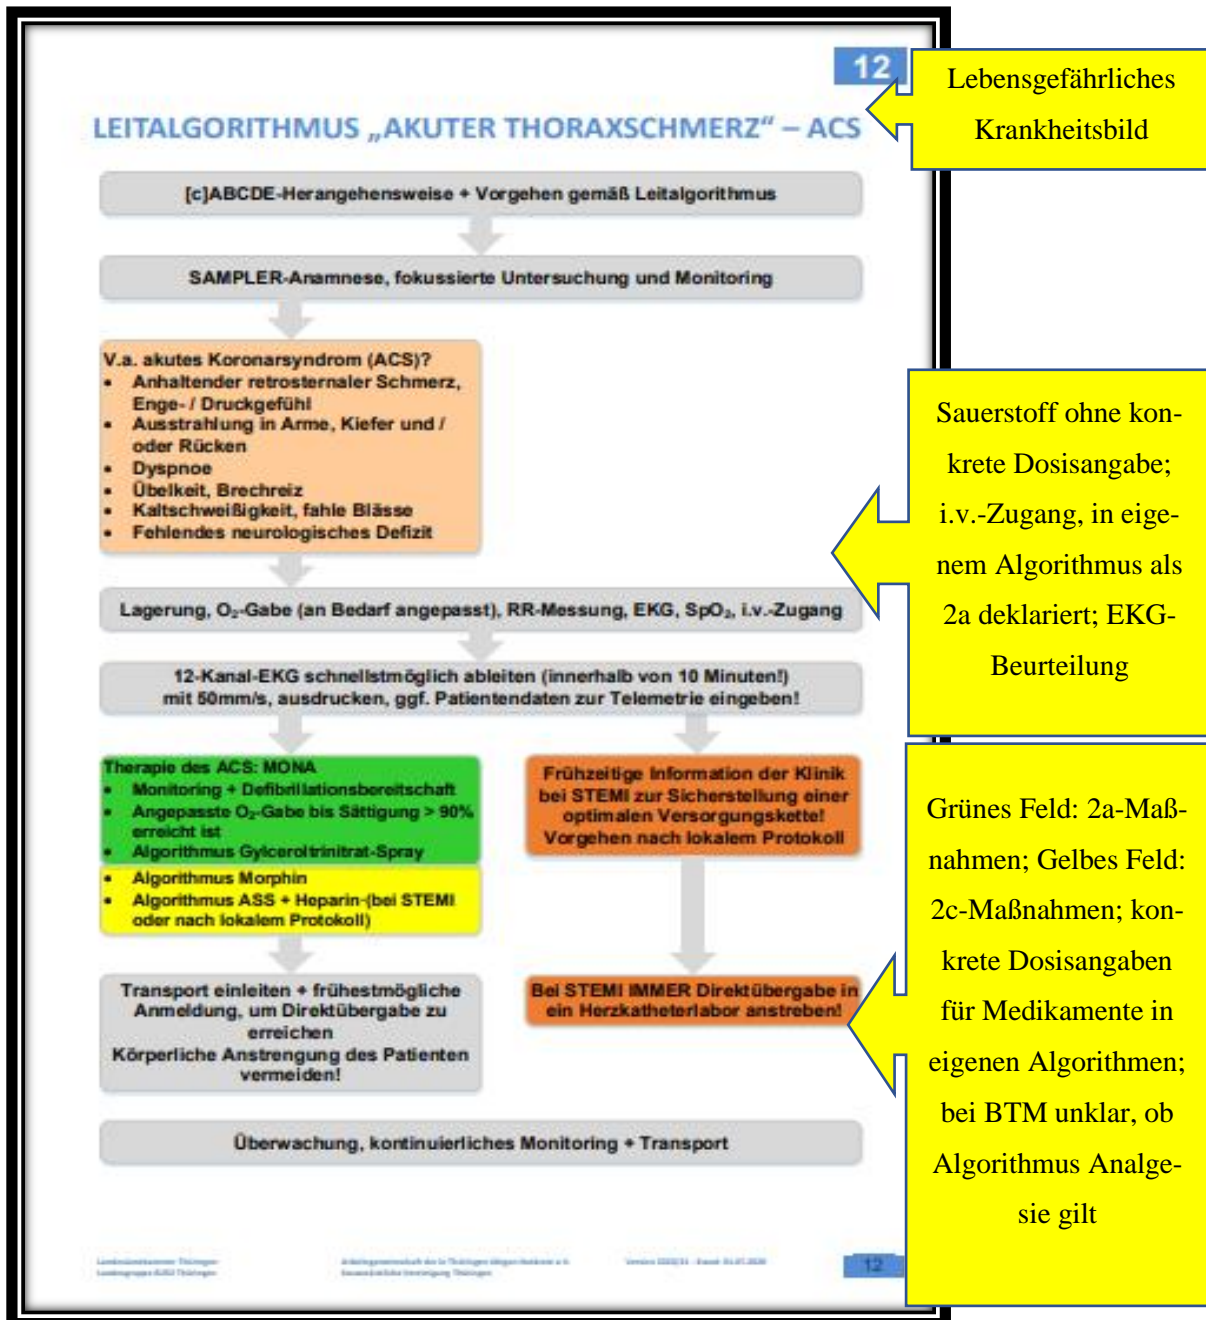 12
LEITALGORITHMUS „AKUTER THORAXSCHMERZ“ – ACS
[c]ABCDE-Herangehensweise + Vorgehen gemäß Leitalgorithmus
SAMPLER-Anamnese, fokussierte Untersuchung und Monitoring
V.a. akutes Koronarsyndrom (ACS)?
• Anhaltender retrosternaler Schmerz,
Enge- / Druckgefühl
• Ausstrahlung in Arme, Kiefer und /
oder Rücken
• Dyspnoe
• Übelkeit, Brechreiz
• Kaltschweißigkeit, fahle Blässe
• Fehlendes neurologisches Defizit
Lagerung, O₂-Gabe (an Bedarf angepasst), RR-Messung, EKG, SpO₂, i.v.-Zugang
12-Kanal-EKG schnellstmöglich ableiten (innerhalb von 10 Minuten!)
mit 50mm/s, ausdrucken, ggf. Patientendaten zur Telemetrie eingeben!
Therapie des ACS: MONA
• Monitoring + Defibrillationsbereitschaft
• Angepasste O₂-Gabe bis Sättigung > 90%
erreicht ist
• Algorithmus Gylceroltrinitrat-Spray
• Algorithmus Morphin
• Algorithmus ASS + Heparin-(bei STEMI
oder nach lokalem Protokoll)
Frühzeitige Information der Klinik
bei STEMI zur Sicherstellung einer
optimalen Versorgungskette!
Vorgehen nach lokalem Protokoll
Transport einleiten + frühestmögliche
Anmeldung, um Direktübergabe zu
erreichen
Körperliche Anstrengung des Patienten
vermeiden!
Bei STEMI IMMER Direktübergabe in
ein Herzkatheterlabor anstreben!
Überwachung, kontinuierliches Monitoring + Transport
Landesärztekammer Thüringen
12
Lebensgefährliches
Krankheitsbild
Sauerstoff ohne kon-
krete Dosisangabe;
i.v.-Zugang, in eige-
nem Algorithmus als
2a deklariert; EKG-
Beurteilung
Grünes Feld: 2a-Maß-
nahmen; Gelbes Feld:
2c-Maßnahmen; kon-
krete Dosisangaben
für Medikamente in
eigenen Algorithmen;
bei BTM unklar, ob
Algorithmus Analge-
sie gilt